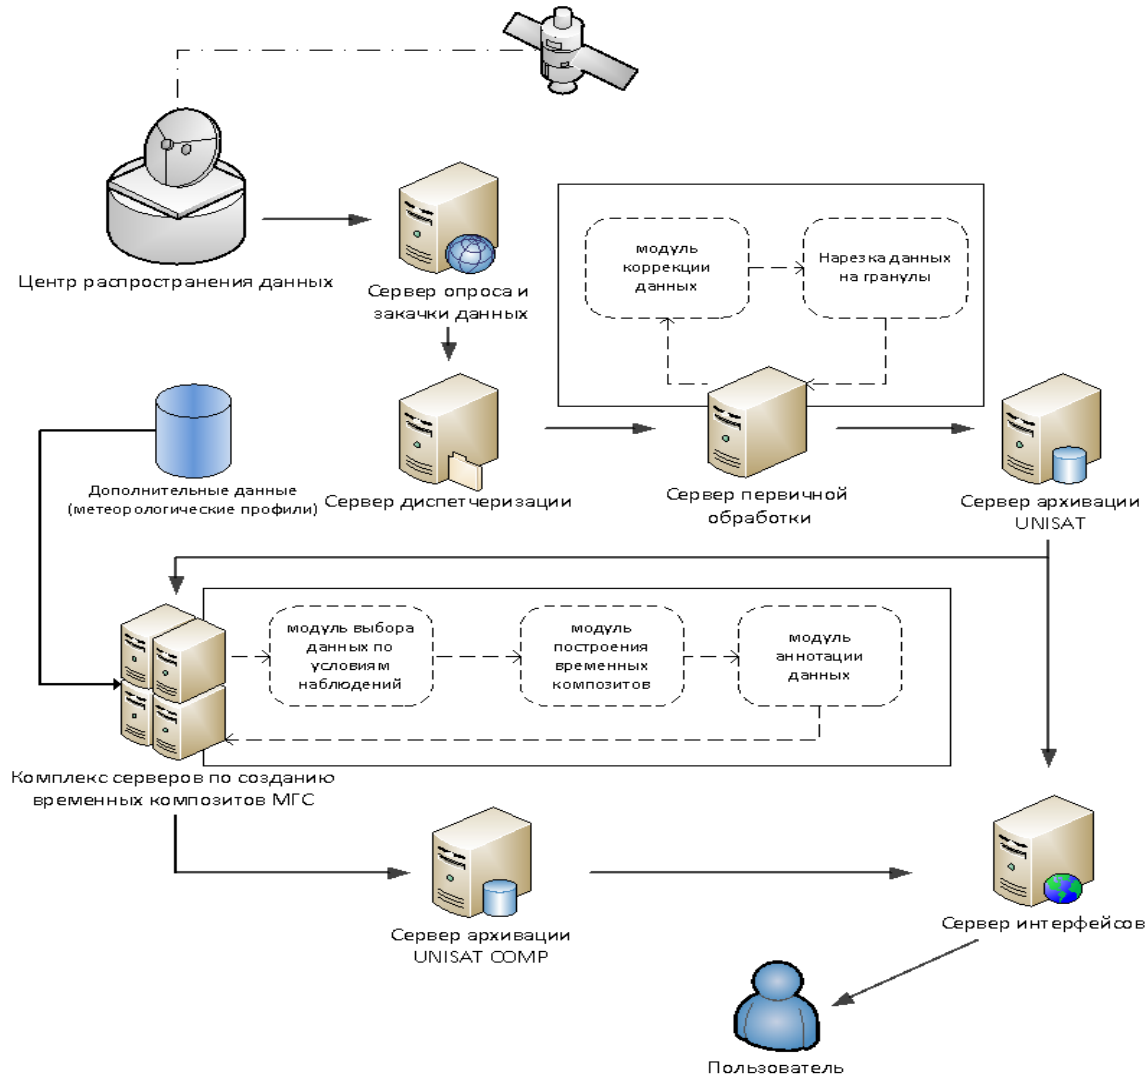 Центр распространения данных
Сервер опроса и
закачки данных
модуль
коррекции
данных
Нарезка данных
на гранулы
Дополнительные данные
(метеорологические профили)
Сервер диспетчеризации
Сервер первичной
обработки
Сервер архивации
UNISAT
модуль выбора
данных по
условиям
наблюдений
модуль
построения
временных
композитов
модуль
аннотации
данных
Комплекс серверов по созданию
временных композитов МГС
Сервер архивации
UNISAT COMP
Сервер интерфейсов
Пользователь